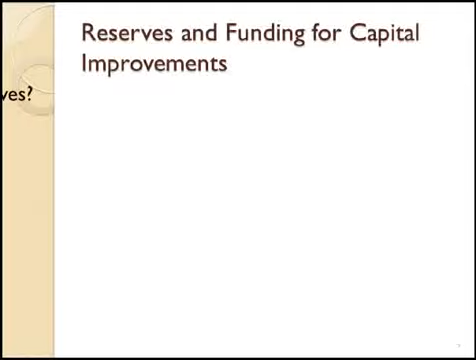 Reserves and Funding for Capital
Improvements
ves?